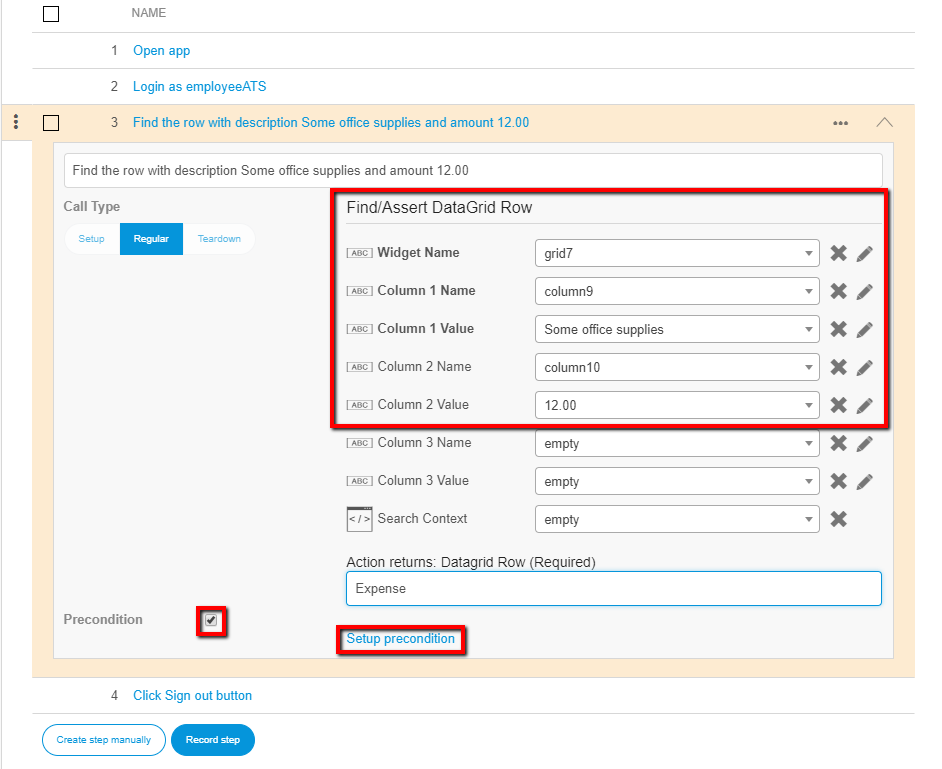 NAME
1 Open app
2 Login as employeeATS
3 Find the row with description Some office supplies and amount 12.00
Find the row with description Some office supplies and amount 12.00
Call Type
Setup Regular Teardown
Find/Assert DataGrid Row
ABC Widget Name grid7
ABC Column 1 Name column9
ABC Column 1 Value Some office supplies
ABC Column 2 Name column10
ABC Column 2 Value 12.00
ABC Column 3 Name empty
ABC Column 3 Value empty
</> Search Context empty
Action returns: Datagrid Row (Required)
Expense
Precondition
Setup precondition
4 Click Sign out button
Create step manually Record step